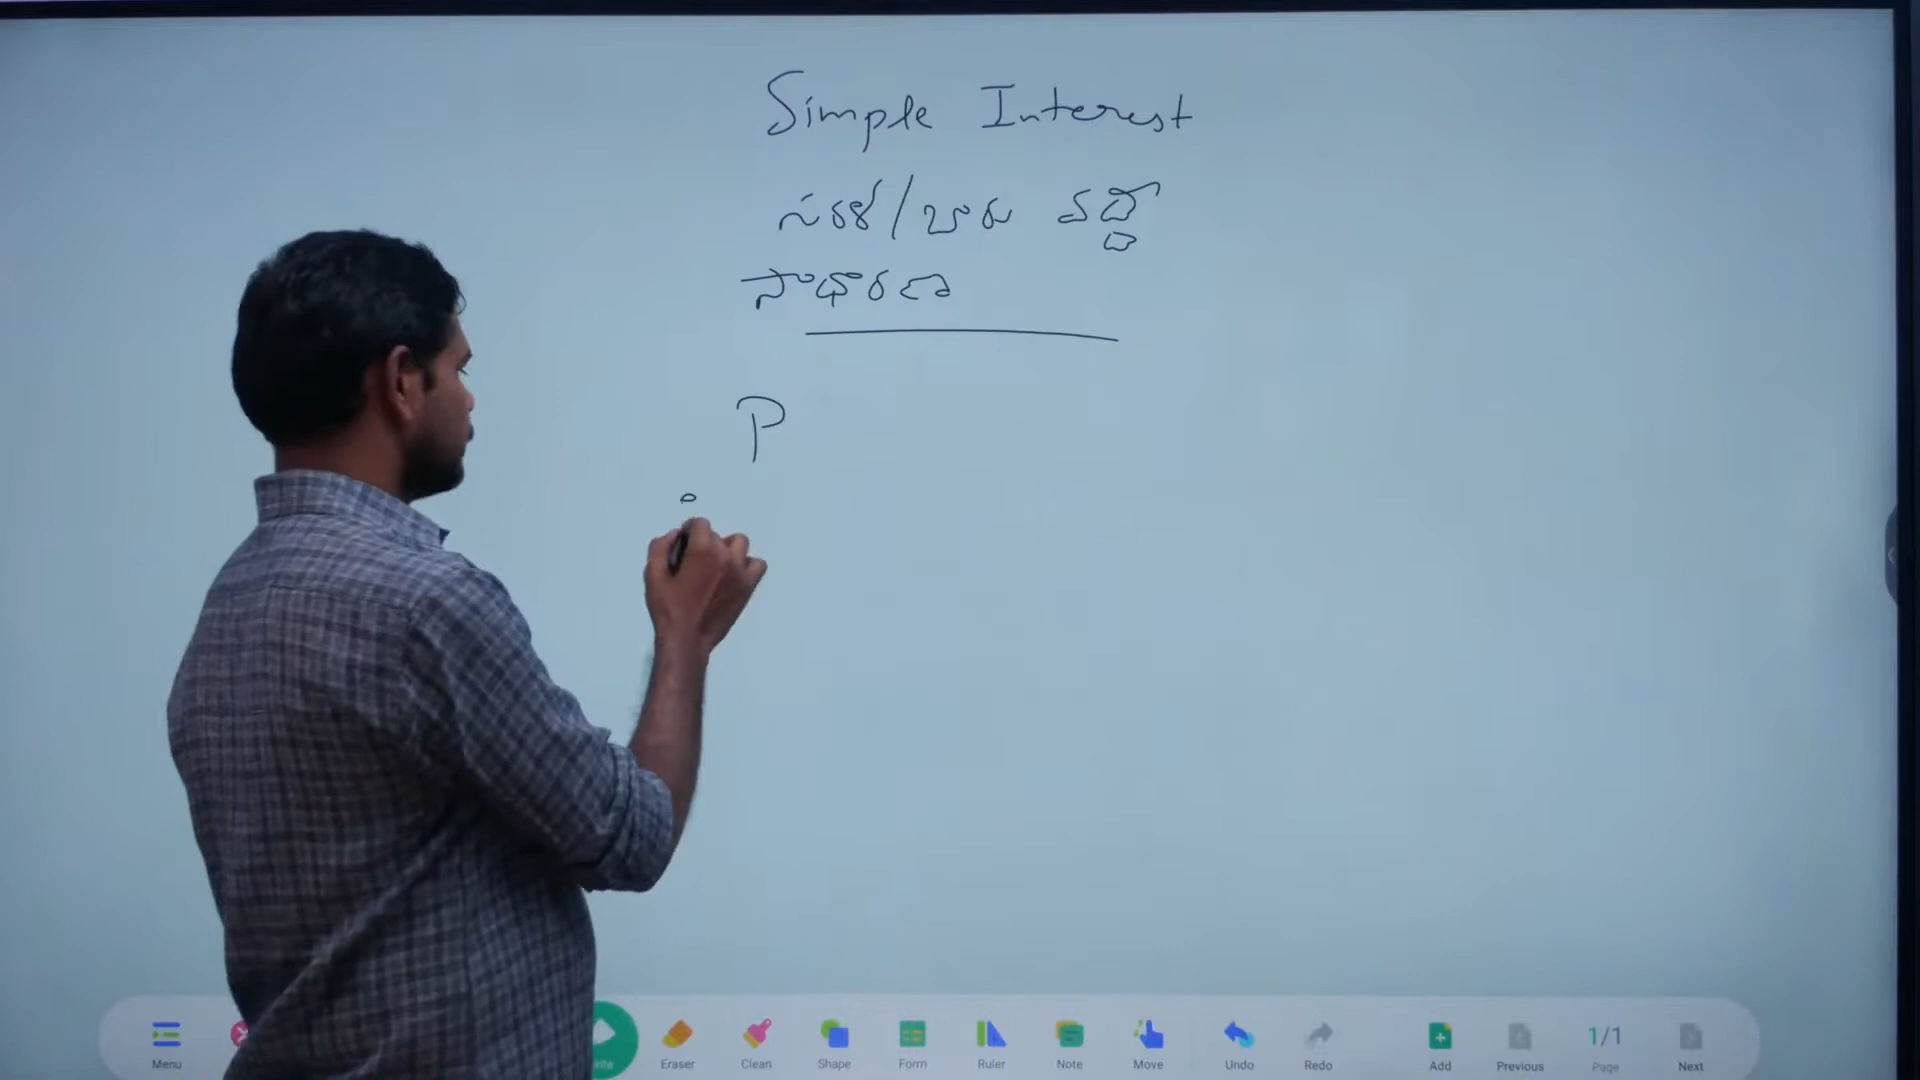 Simple Interest
సరళ/బారు వడ్డీ
సాధారణ
P
Menu Eraser Clean Shape Form Ruler Note Move Undo Redo Add Previous 1/1 Page Next